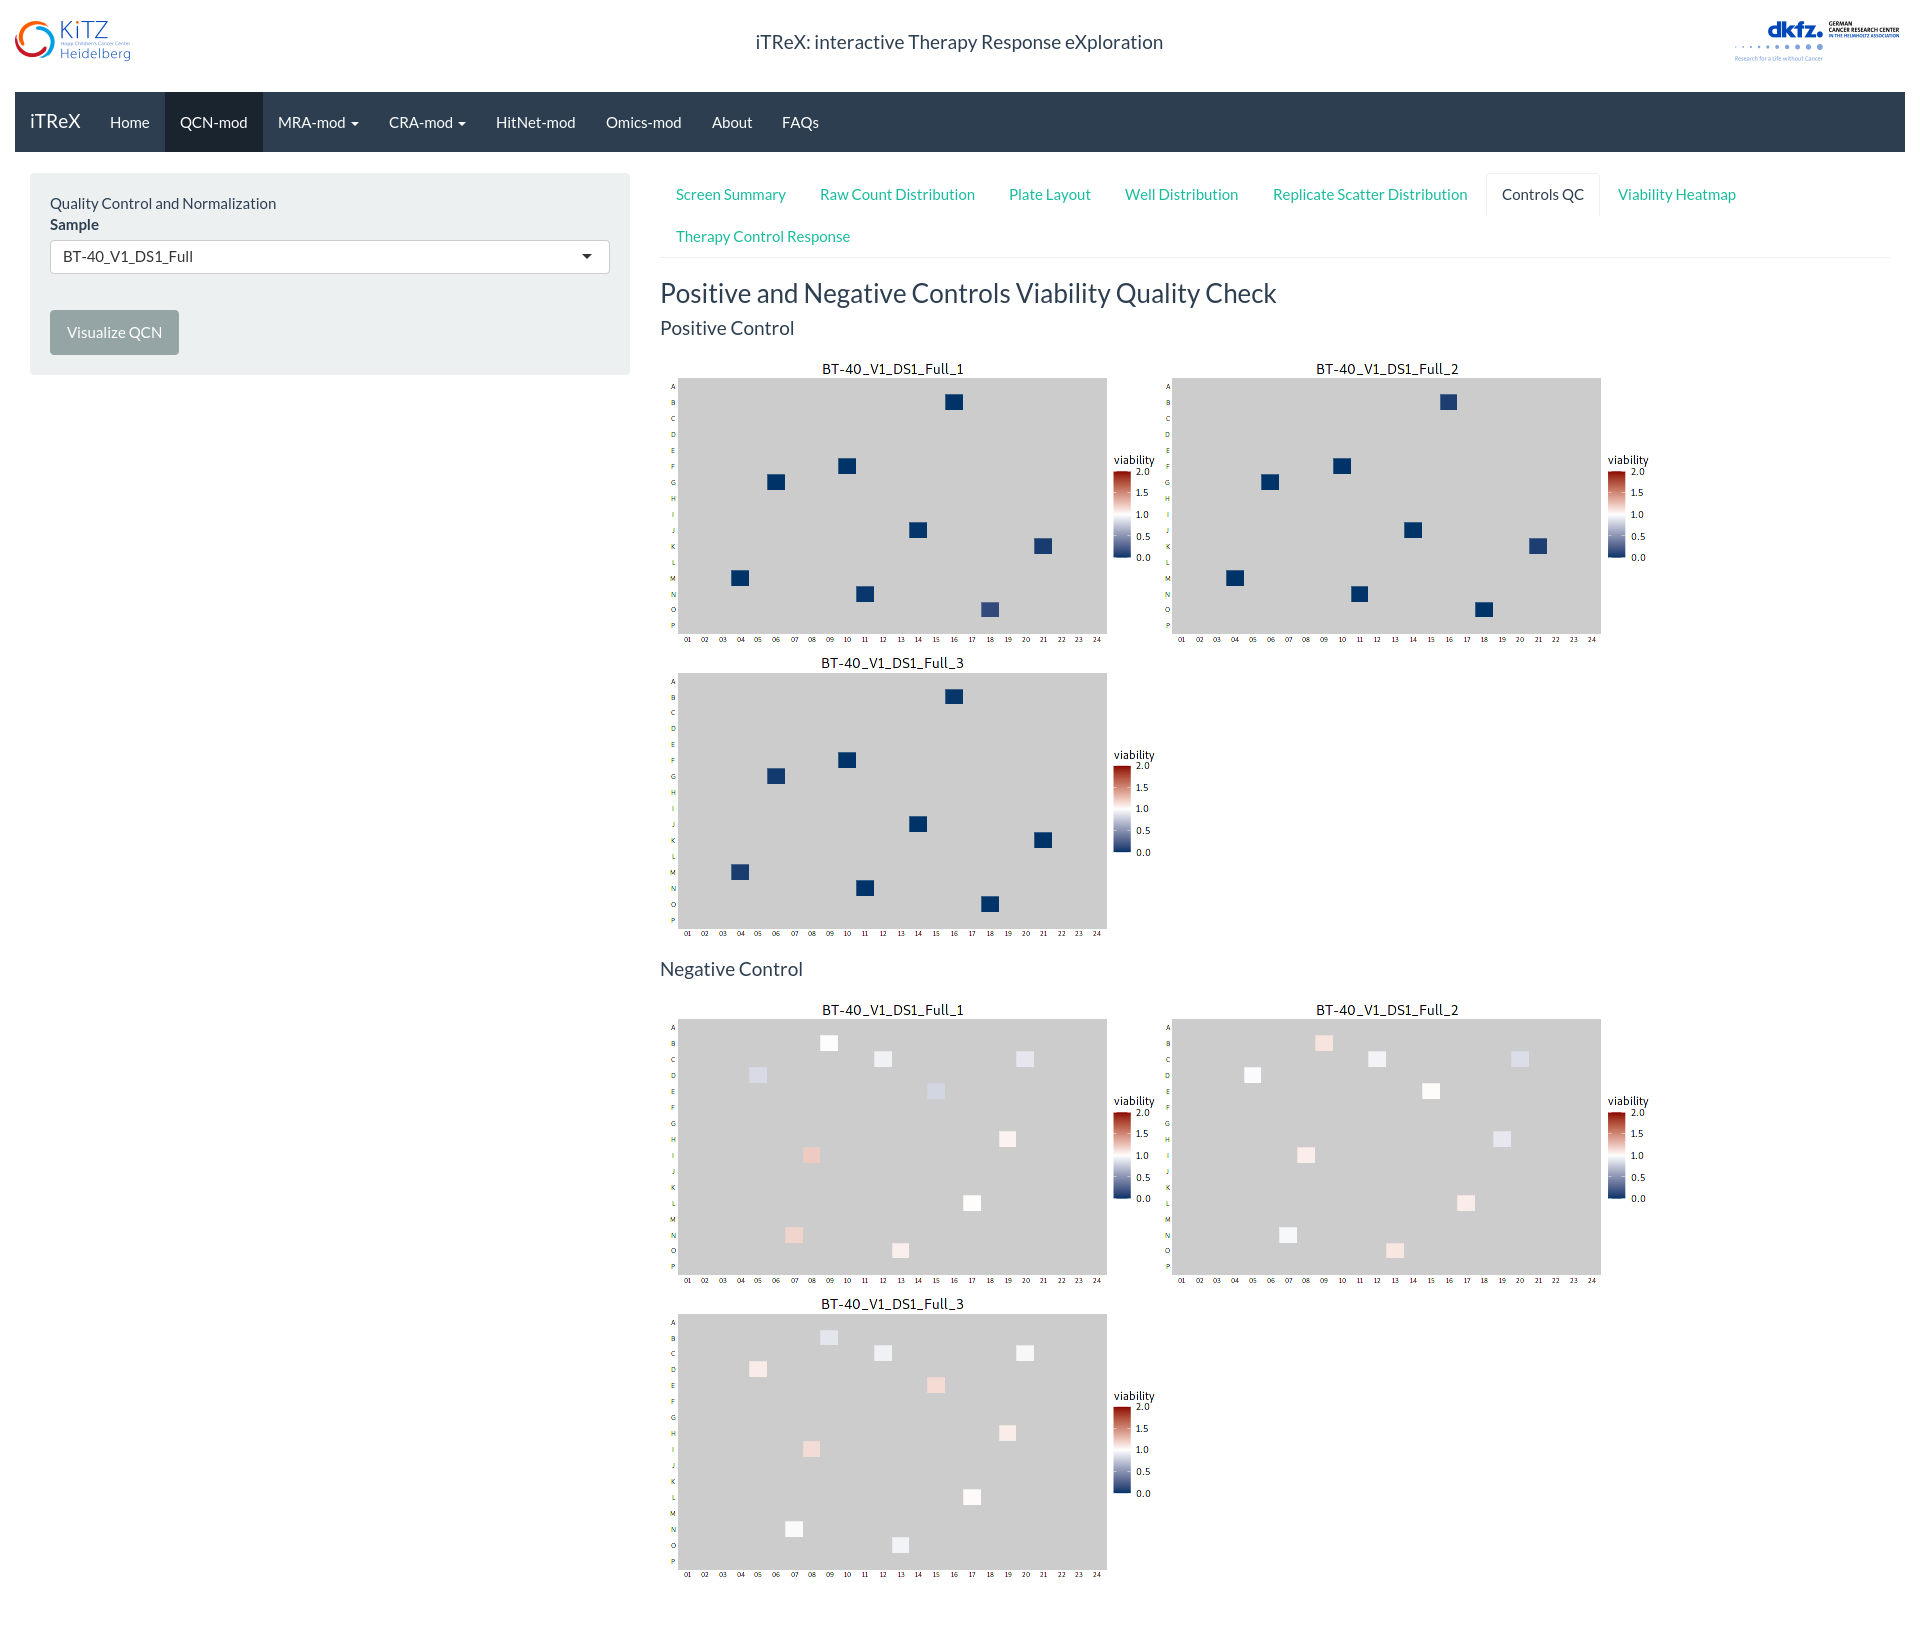 KiTZ
Hopp Children's Cancer Center
Heidelberg
iTReX: interactive Therapy Response eXploration
dkfz.
GERMAN
CANCER RESEARCH CENTER
IN THE HELMHOLTZ ASSOCIATION
Research for a Life without Cancer
iTReX Home QCN-mod MRA-mod CRA-mod HitNet-mod Omics-mod About FAQs
Quality Control and Normalization
Sample
BT-40_V1_DS1_Full
Visualize QCN
Screen Summary Raw Count Distribution Plate Layout Well Distribution Replicate Scatter Distribution Controls QC Viability Heatmap
Therapy Control Response
Positive and Negative Controls Viability Quality Check
Positive Control
BT-40_V1_DS1_Full_1
A
B
C
D
E
F
G
H
I
J
K
L
M
N
O
P
01 02 03 04 05 06 07 08 09 10 11 12 13 14 15 16 17 18 19 20 21 22 23 24
viability
2.0
1.5
1.0
0.5
0.0
BT-40_V1_DS1_Full_2
A
B
C
D
E
F
G
H
I
J
K
L
M
N
O
P
01 02 03 04 05 06 07 08 09 10 11 12 13 14 15 16 17 18 19 20 21 22 23 24
viability
2.0
1.5
1.0
0.5
0.0
BT-40_V1_DS1_Full_3
A
B
C
D
E
F
G
H
I
J
K
L
M
N
O
P
01 02 03 04 05 06 07 08 09 10 11 12 13 14 15 16 17 18 19 20 21 22 23 24
viability
2.0
1.5
1.0
0.5
0.0
Negative Control
BT-40_V1_DS1_Full_1
A
B
C
D
E
F
G
H
I
J
K
L
M
N
O
P
01 02 03 04 05 06 07 08 09 10 11 12 13 14 15 16 17 18 19 20 21 22 23 24
viability
2.0
1.5
1.0
0.5
0.0
BT-40_V1_DS1_Full_2
A
B
C
D
E
F
G
H
I
J
K
L
M
N
O
P
01 02 03 04 05 06 07 08 09 10 11 12 13 14 15 16 17 18 19 20 21 22 23 24
viability
2.0
1.5
1.0
0.5
0.0
BT-40_V1_DS1_Full_3
A
B
C
D
E
F
G
H
I
J
K
L
M
N
O
P
01 02 03 04 05 06 07 08 09 10 11 12 13 14 15 16 17 18 19 20 21 22 23 24
viability
2.0
1.5
1.0
0.5
0.0